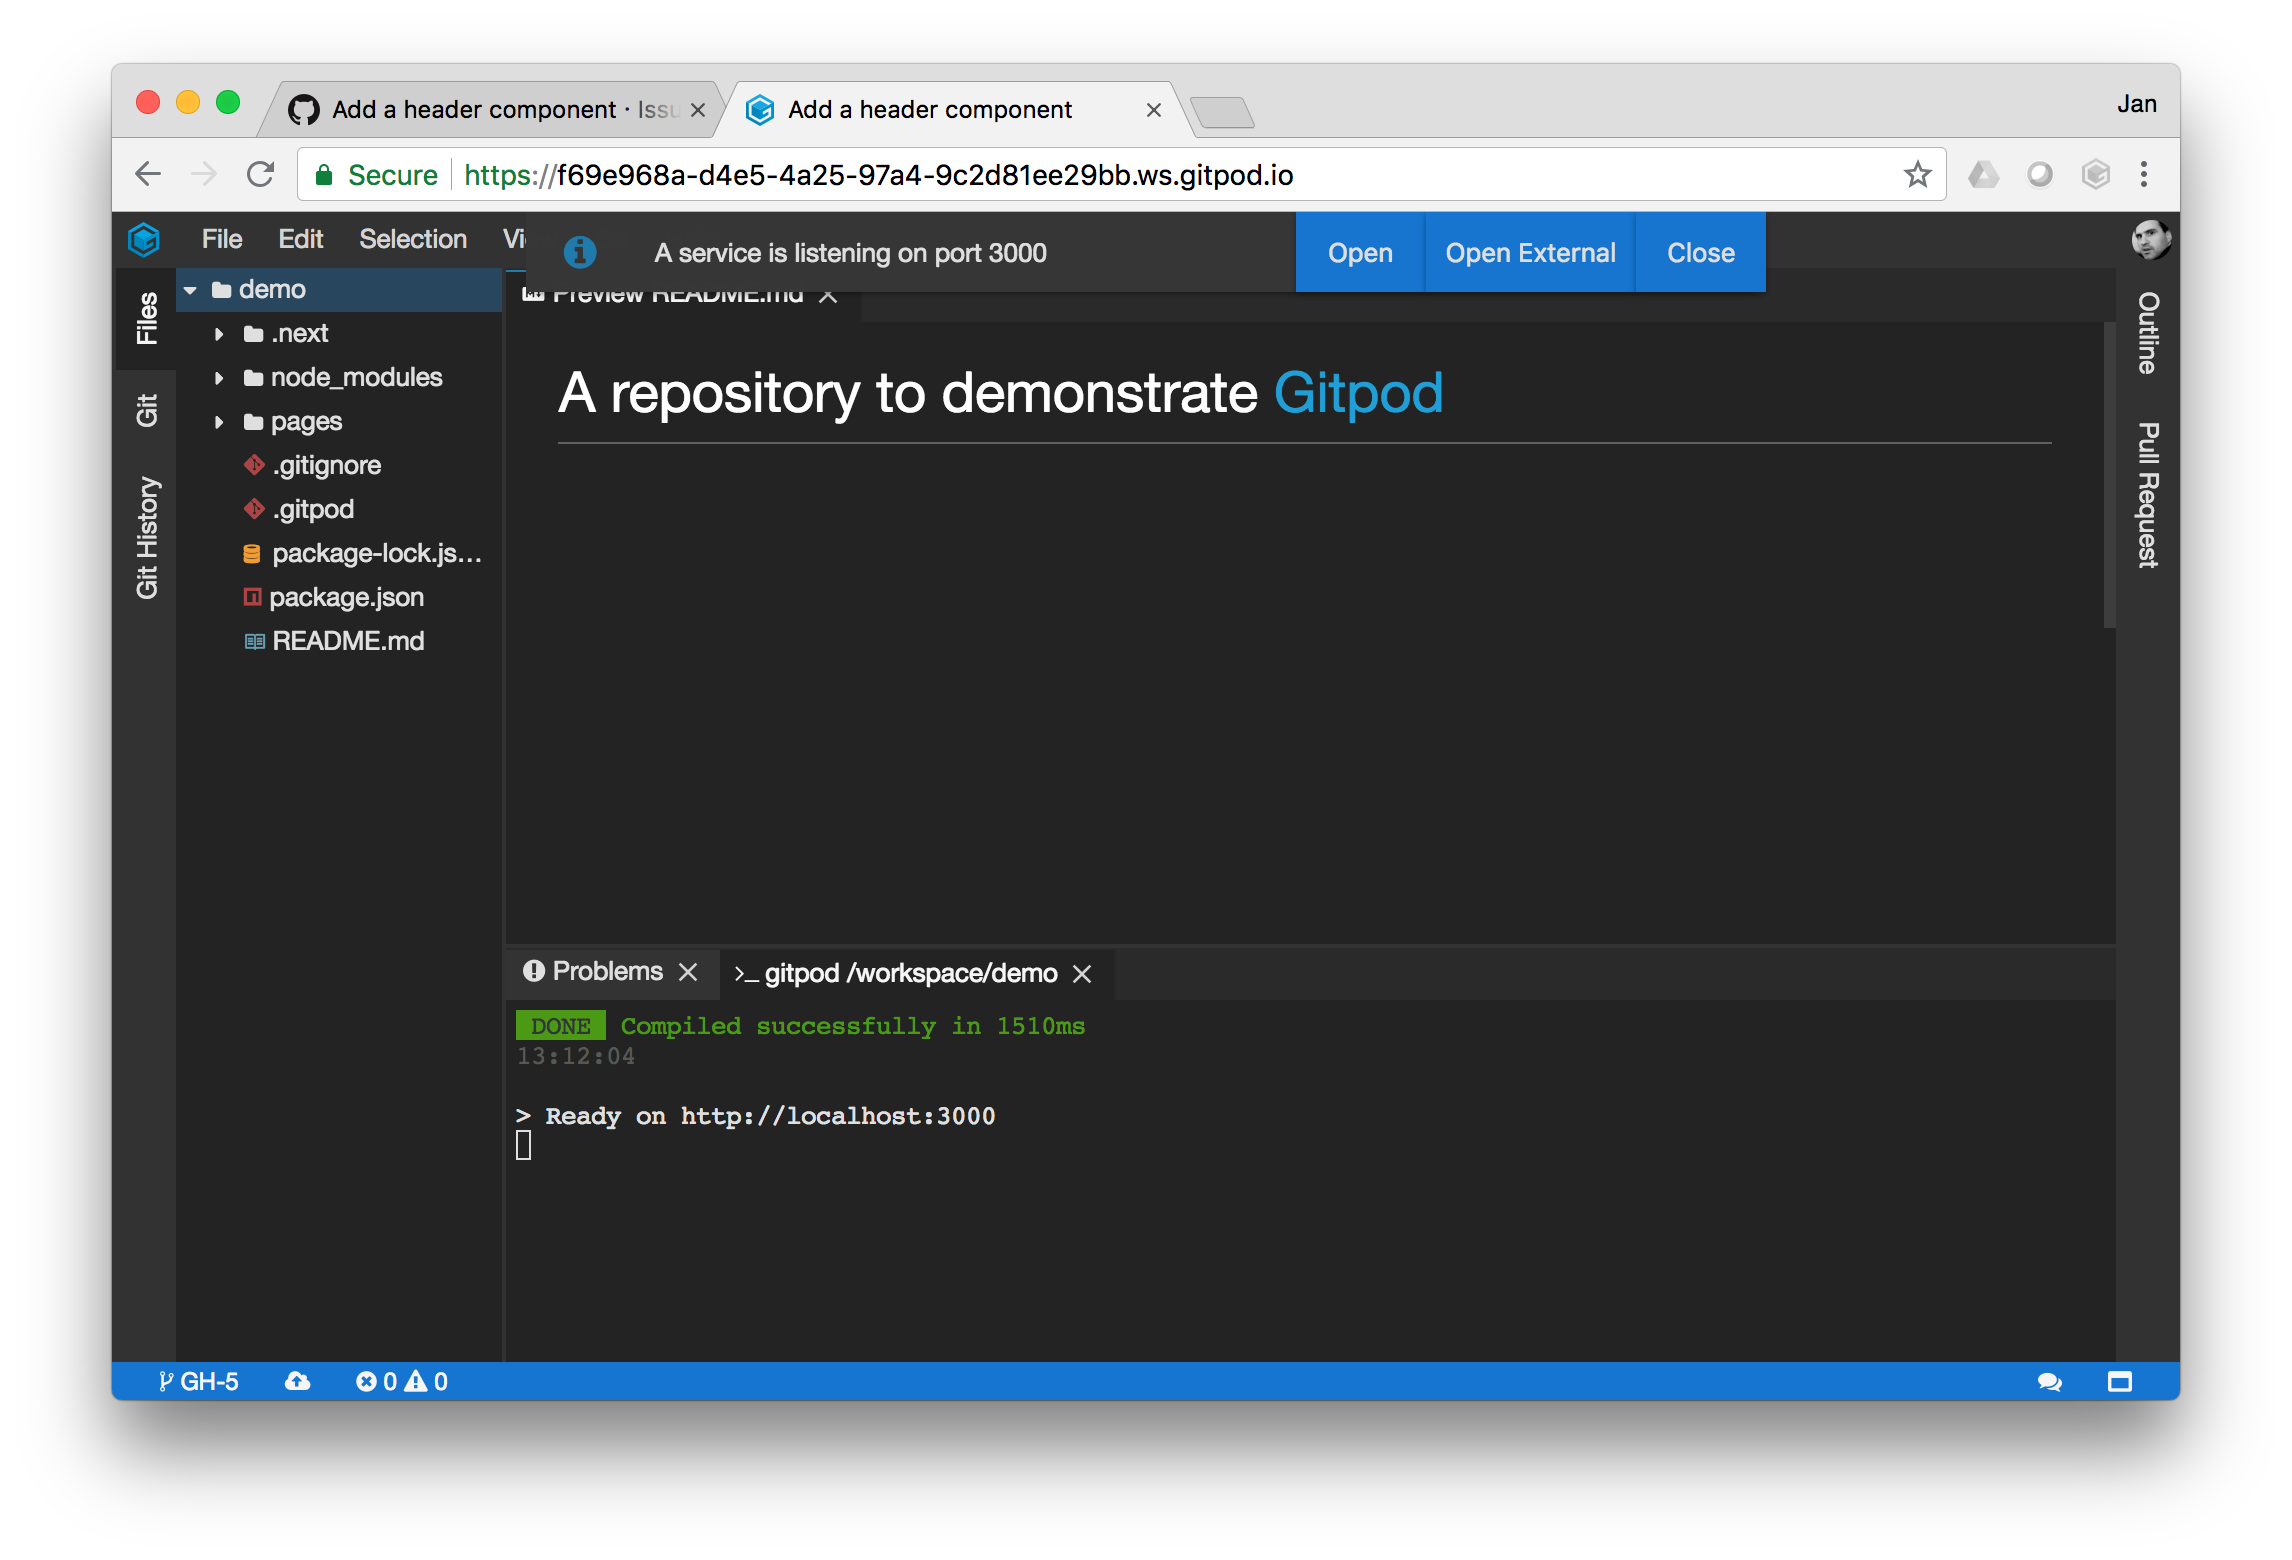 Add a header component · Issu
Add a header component
Jan
Secure https://f69e968a-d4e5-4a25-97a4-9c2d81ee29bb.ws.gitpod.io
File Edit Selection
A service is listening on port 3000
Open Open External Close
Files
Git
Git History
demo
.next
node_modules
pages
.gitignore
.gitpod
package-lock.js...
package.json
README.md
Preview README.md
A repository to demonstrate Gitpod
Outline
Pull Request
Problems
>_ gitpod /workspace/demo
DONE Compiled successfully in 1510ms
13:12:04
> Ready on http://localhost:3000
GH-5 0 0